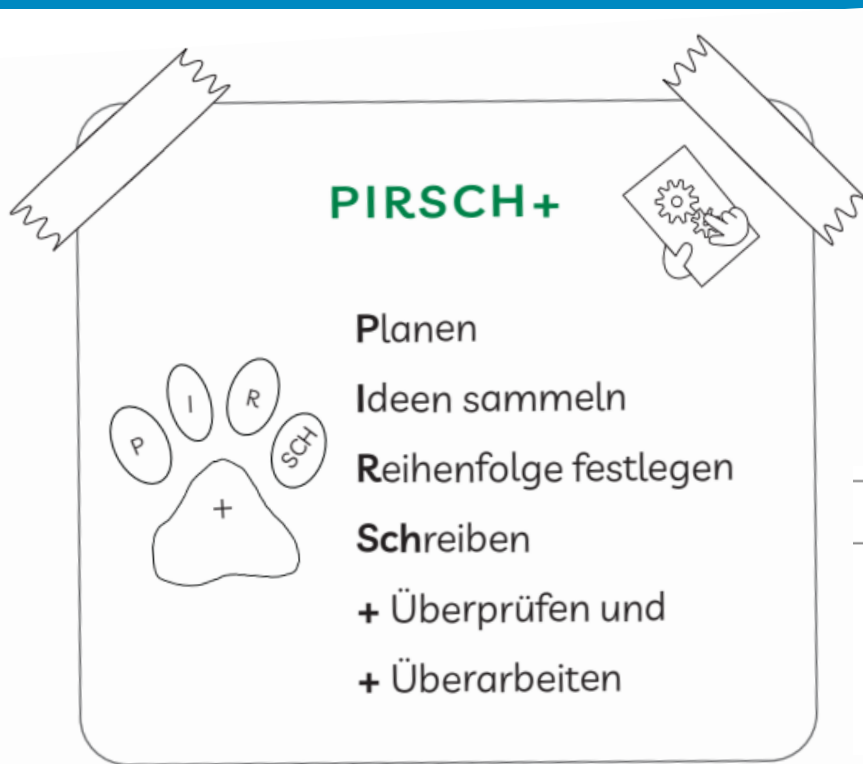 PIRSCH+
Planen
Ideen sammeln
Reihenfolge festlegen
Schreiben
+ Überprüfen und
+ Überarbeiten
P
I
R
SCH
+